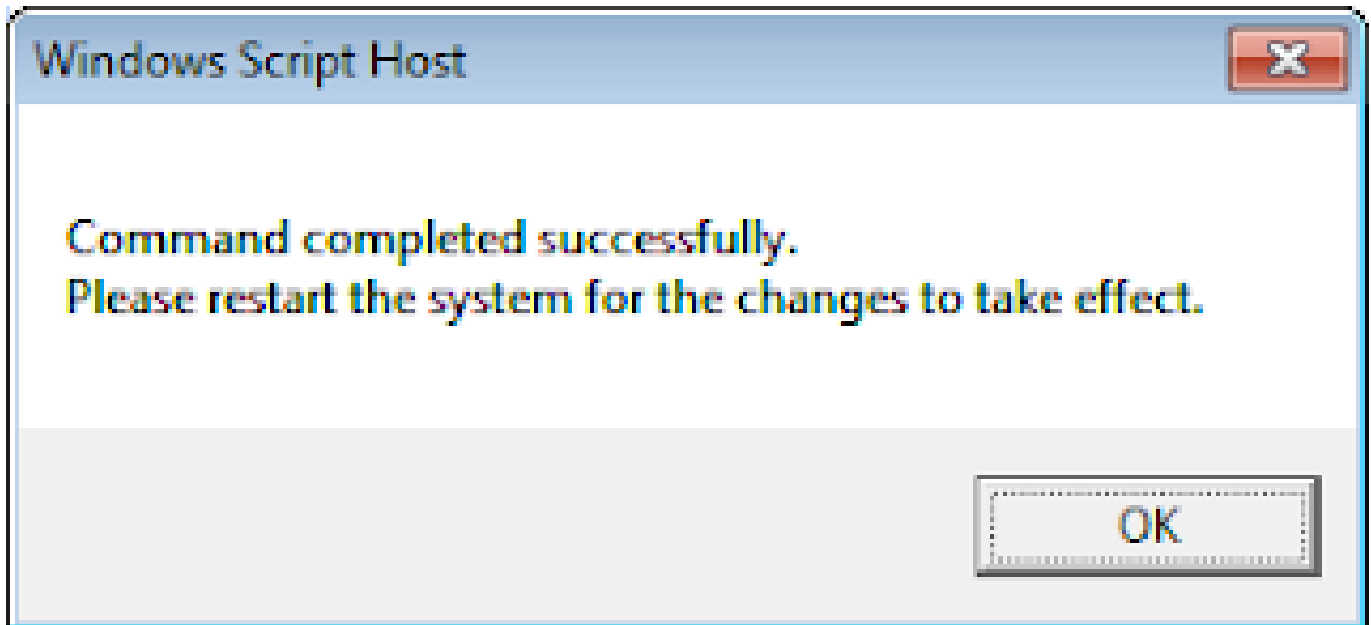 Windows Script Host
Command completed successfully.
Please restart the system for the changes to take effect.
OK